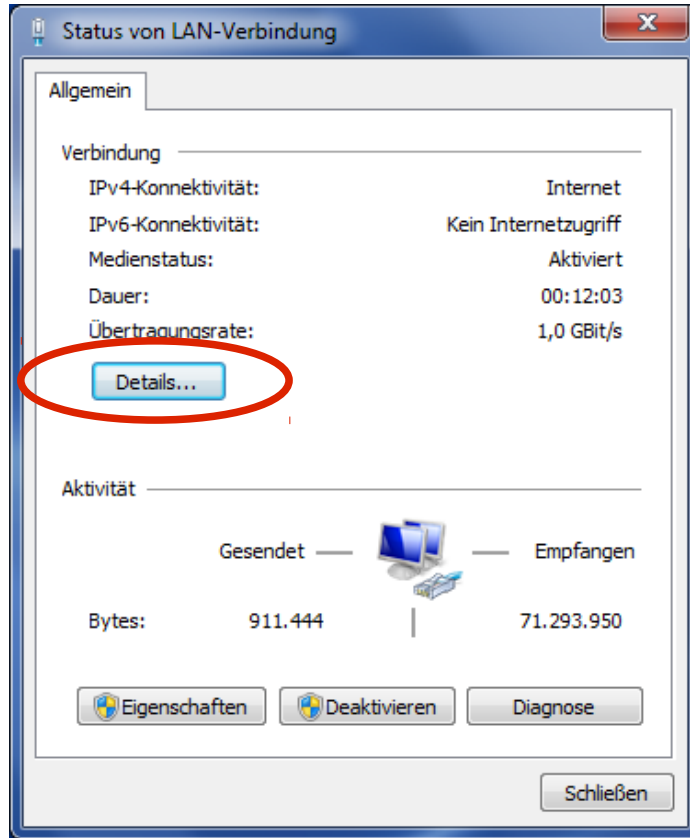 Status von LAN-Verbindung
Allgemein
Verbindung
IPv4-Konnektivität: Internet
IPv6-Konnektivität: Kein Internetzugriff
Medienstatus: Aktiviert
Dauer: 00:12:03
Übertragungsrate: 1,0 GBit/s
Details...
Aktivität
Gesendet Empfangen
Bytes: 911.444 71.293.950
Eigenschaften Deaktivieren Diagnose
Schließen